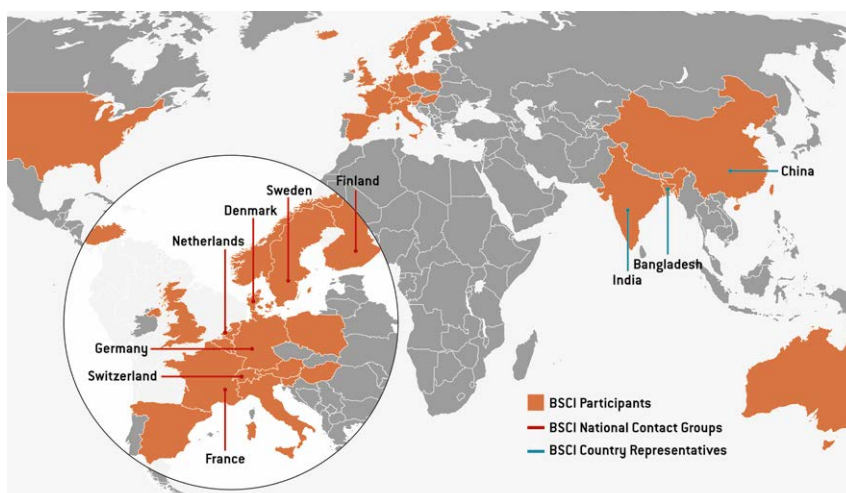 Sweden
Finland
Denmark
Netherlands
Germany
Switzerland
France
China
Bangladesh
India
BSCI Participants
BSCI National Contact Groups
BSCI Country Representatives